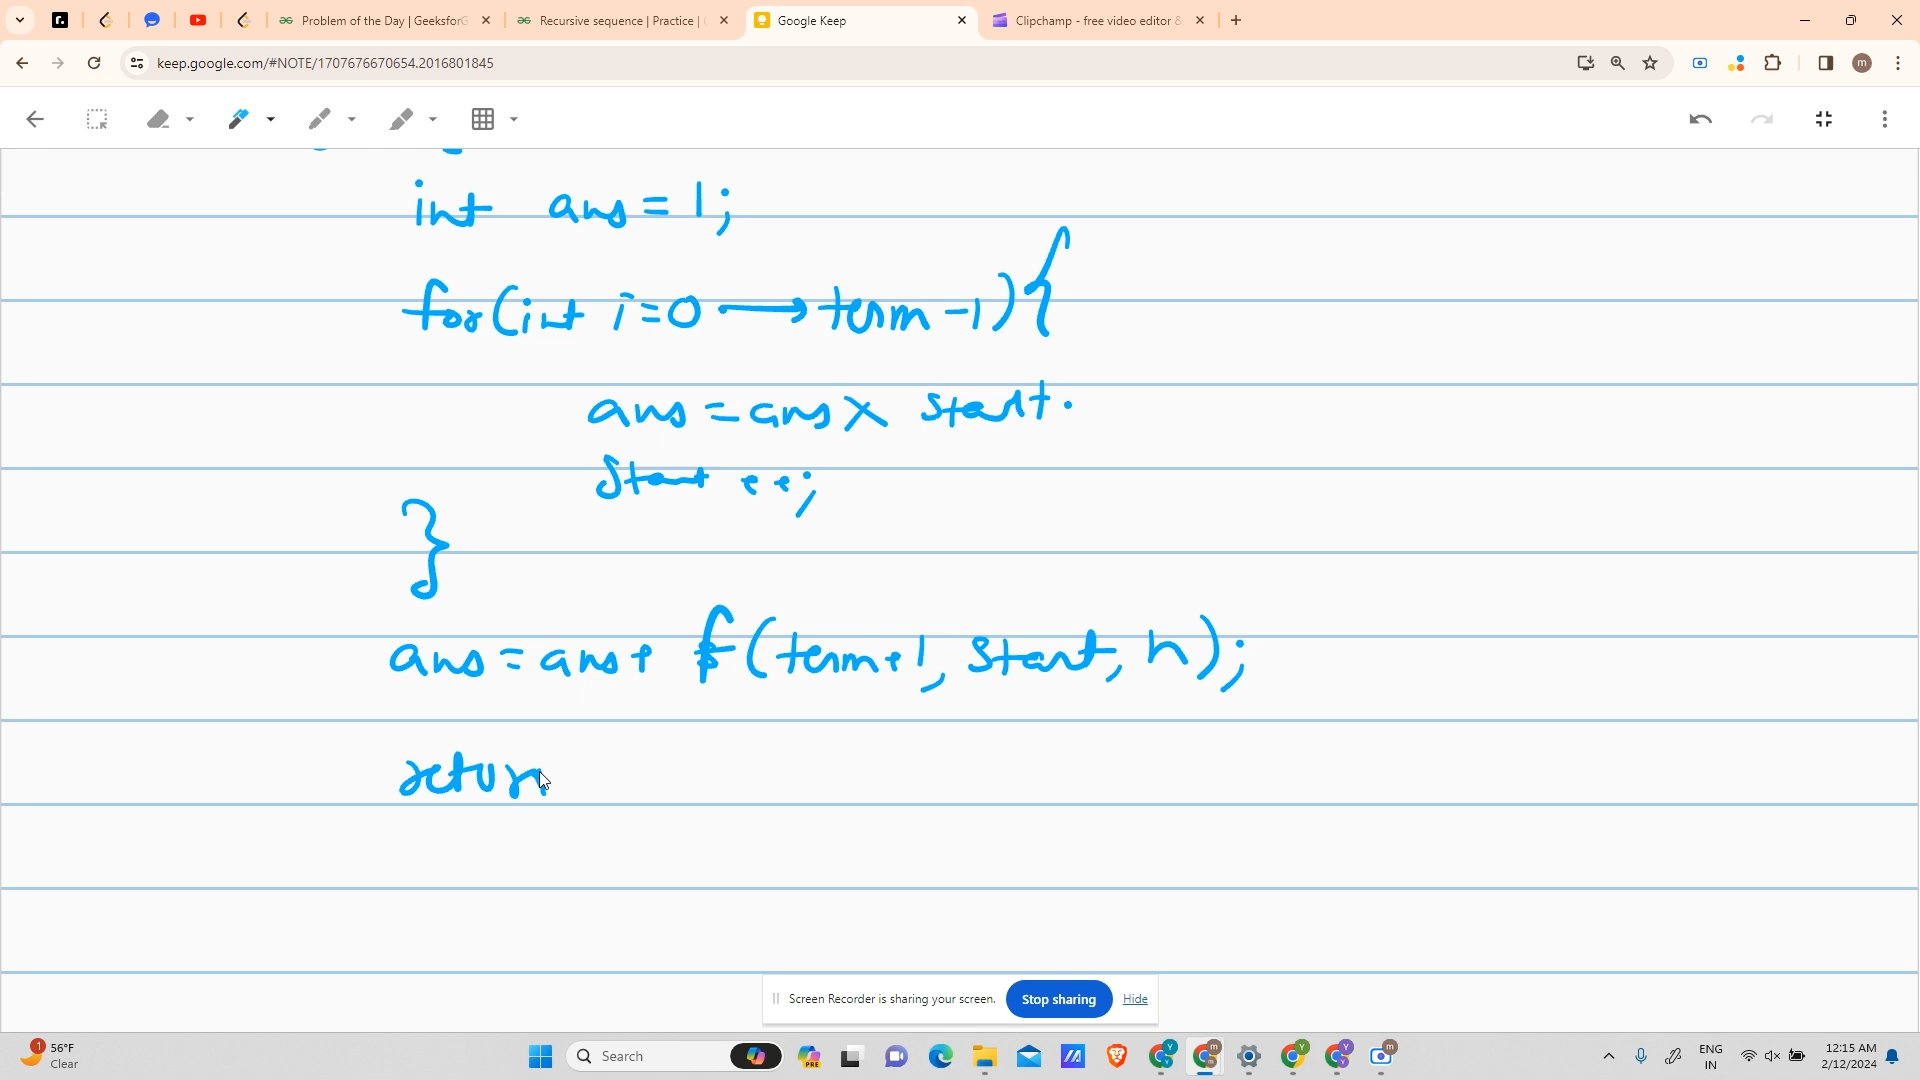 Problem of the Day | GeeksforG
Recursive sequence | Practice |
Google Keep
Clipchamp - free video editor &
keep.google.com/#NOTE/1707676670654.2016801845
m
int ans = 1;
for(int i=0 → term -1){
ans = ans x start.
Start ++;
}
ans = ans + f(term+1, Start, n);
return
Screen Recorder is sharing your screen. Stop sharing Hide
1 56°F
Clear
Search
PRE
ENG
IN
12:15 AM
2/12/2024